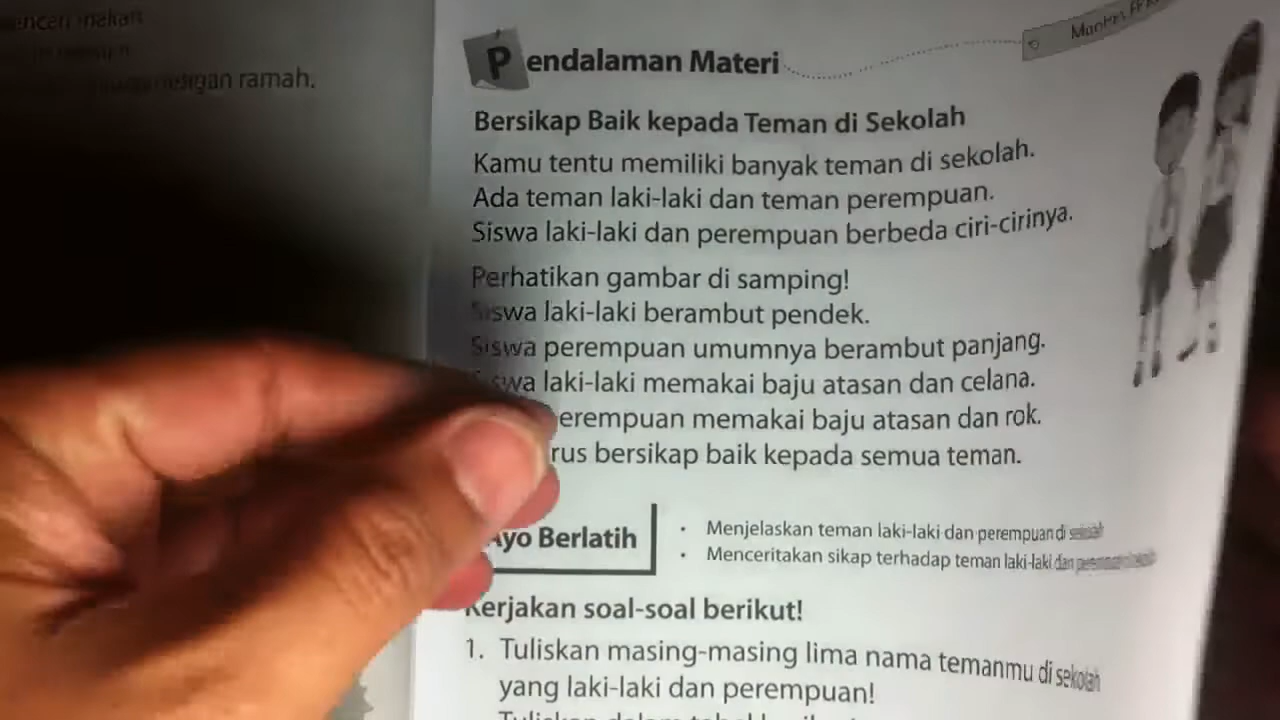 ramah.
Pendalaman Materi
Bersikap Baik kepada Teman di Sekolah
Kamu tentu memiliki banyak teman di sekolah.
Ada teman laki-laki dan teman perempuan.
Siswa laki-laki dan perempuan berbeda ciri-cirinya.
Perhatikan gambar di samping!
Siswa laki-laki berambut pendek.
Siswa perempuan umumnya berambut panjang.
laki-laki memakai baju atasan dan celana.
perempuan memakai baju atasan dan rok.
bersikap baik kepada semua teman.
Ayo Berlatih
• Menjelaskan teman laki-laki dan perempuan di sekolah
• Menceritakan sikap terhadap teman laki-laki dan
Kerjakan soal-soal berikut!
1. Tuliskan masing-masing lima nama temanmu di sekolah
yang laki-laki dan perempuan!